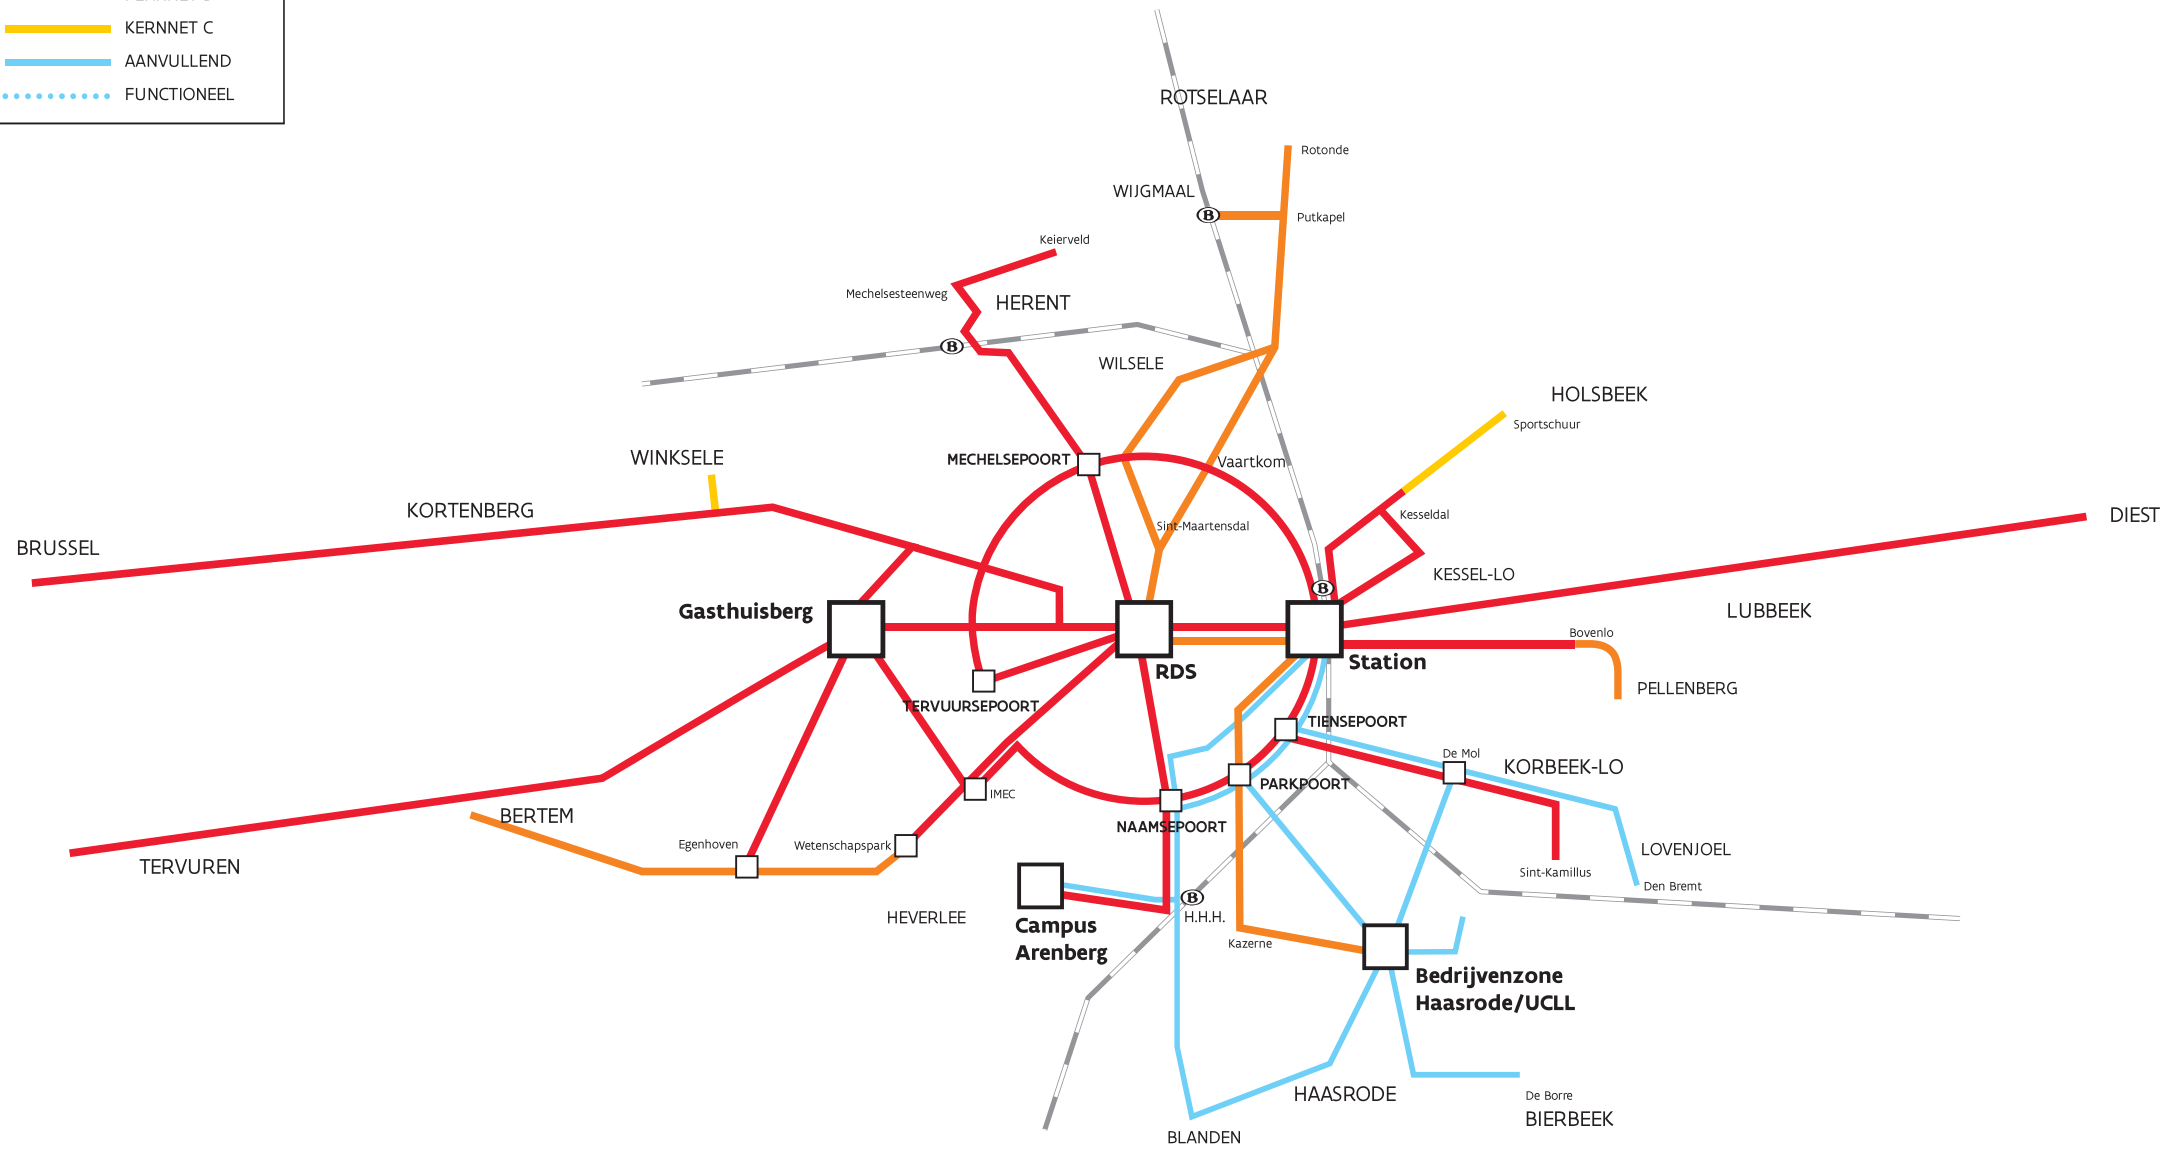 KERNNET C
AANVULLEND
FUNCTIONEEL
ROTSELAAR
Rotonde
WIJGMAAL
B
Putkapel
Keierveld
Mechelsesteenweg
HERENT
B
WILSELE
HOLSBEEK
Sportschuur
WINKSELE
MECHELSEPOORT
Vaartkom
KORTENBERG
Kesseldal
DIEST
Sint-Maartensdal
BRUSSEL
KESSEL-LO
B
Gasthuisberg
LUBBEEK
Bovenlo
Station
RDS
PELLENBERG
TERVUURSEPOORT
TIENSEPOORT
De Mol
KORBEEK-LO
PARKPOORT
IMEC
BERTEM
NAAMSEPOORT
Egenhoven
Wetenschapspark
LOVENJOEL
TERVUREN
Sint-Kamillus
Den Bremt
B
HEVERLEE
H.H.H.
Campus
Arenberg
Kazerne
Bedrijvenzone
Haasrode/UCLL
HAASRODE
De Borre
BIERBEEK
BLANDEN